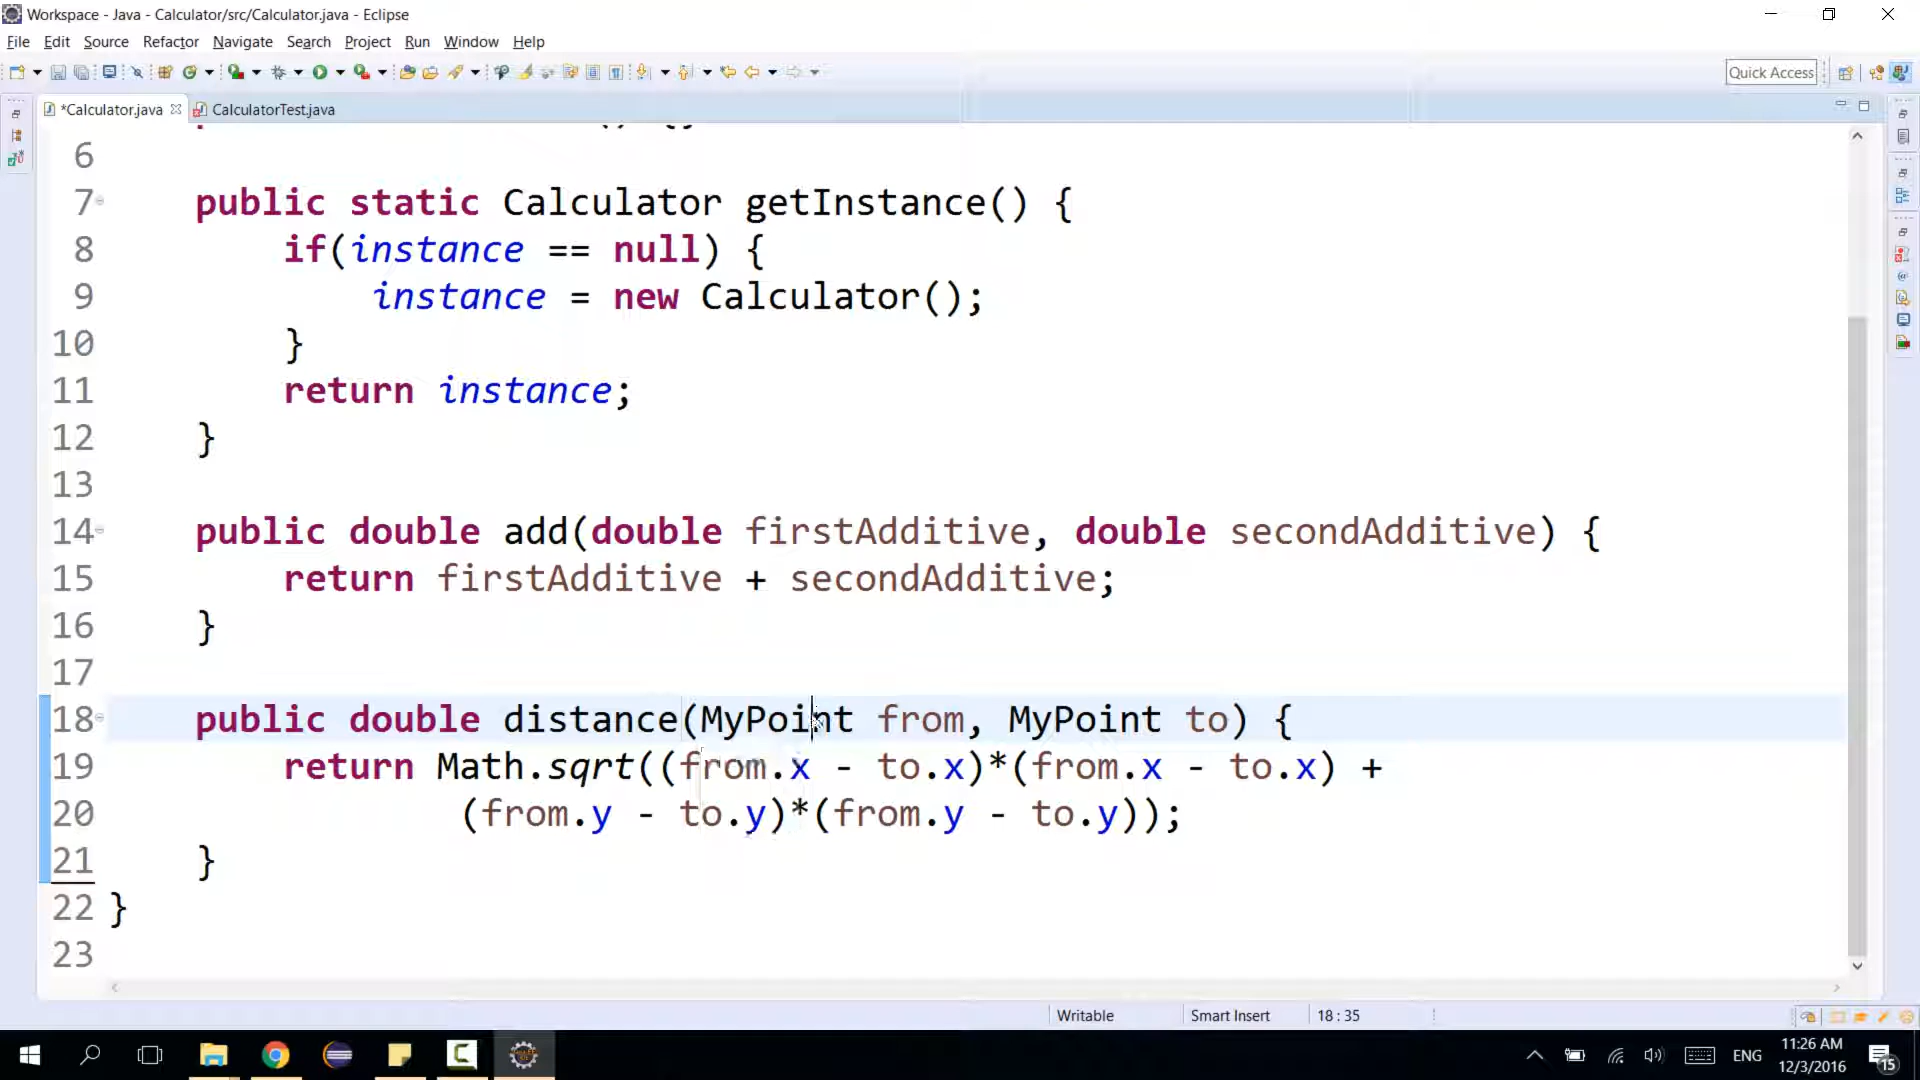 Workspace - Java - Calculator/src/Calculator.java - Eclipse
File Edit Source Refactor Navigate Search Project Run Window Help
Quick Access
*Calculator.java CalculatorTest.java
6
7 public static Calculator getInstance() {
8 if(instance == null) {
9 instance = new Calculator();
10 }
11 return instance;
12 }
13
14 public double add(double firstAdditive, double secondAdditive) {
15 return firstAdditive + secondAdditive;
16 }
17
18 public double distance(MyPoint from, MyPoint to) {
19 return Math.sqrt((from.x - to.x)*(from.x - to.x) +
20 (from.y - to.y)*(from.y - to.y));
21 }
22 }
23
Writable Smart Insert 18 : 35
ENG 11:26 AM
12/3/2016
15